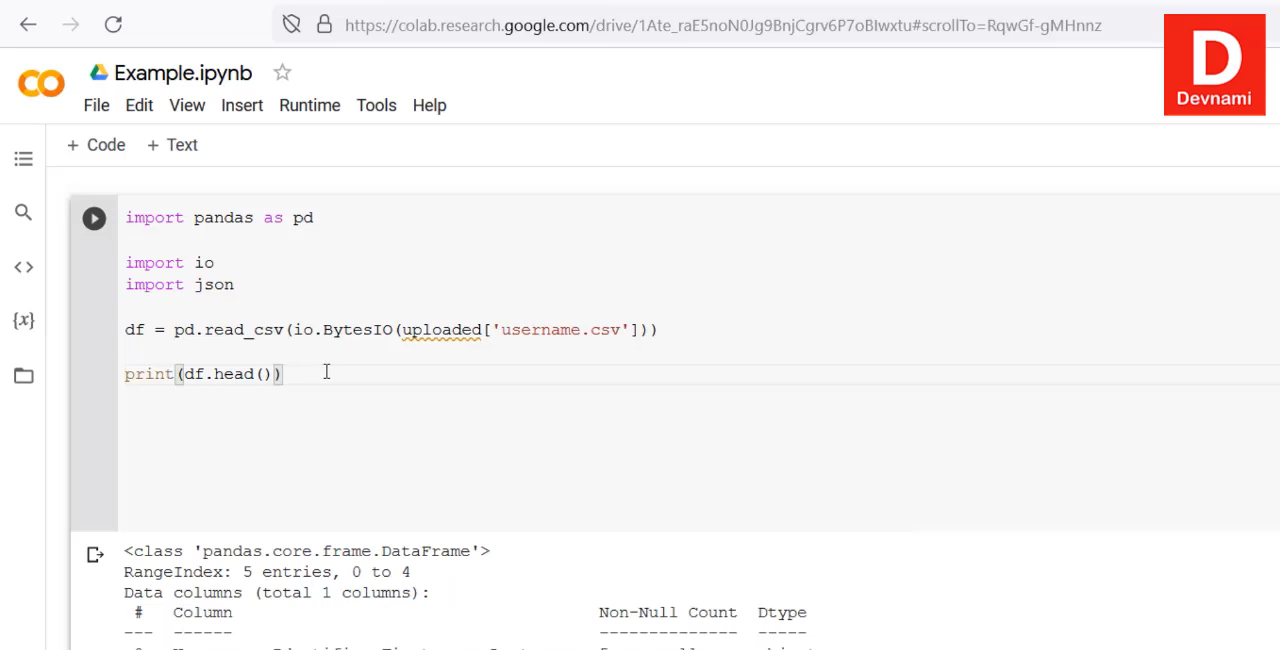 https://colab.research.google.com/drive/1Ate_raE5noN0Jg9BnjCgrv6P7oBIwxtu#scrollTo=RqwGf-gMHnnz
D
Devnami
Example.ipynb
File Edit View Insert Runtime Tools Help
+ Code + Text
import pandas as pd
import io
import json
df = pd.read_csv(io.BytesIO(uploaded['username.csv']))
print(df.head())
<class 'pandas.core.frame.DataFrame'>
RangeIndex: 5 entries, 0 to 4
Data columns (total 1 columns):
# Column Non-Null Count Dtype
--- ------ -------------- -----